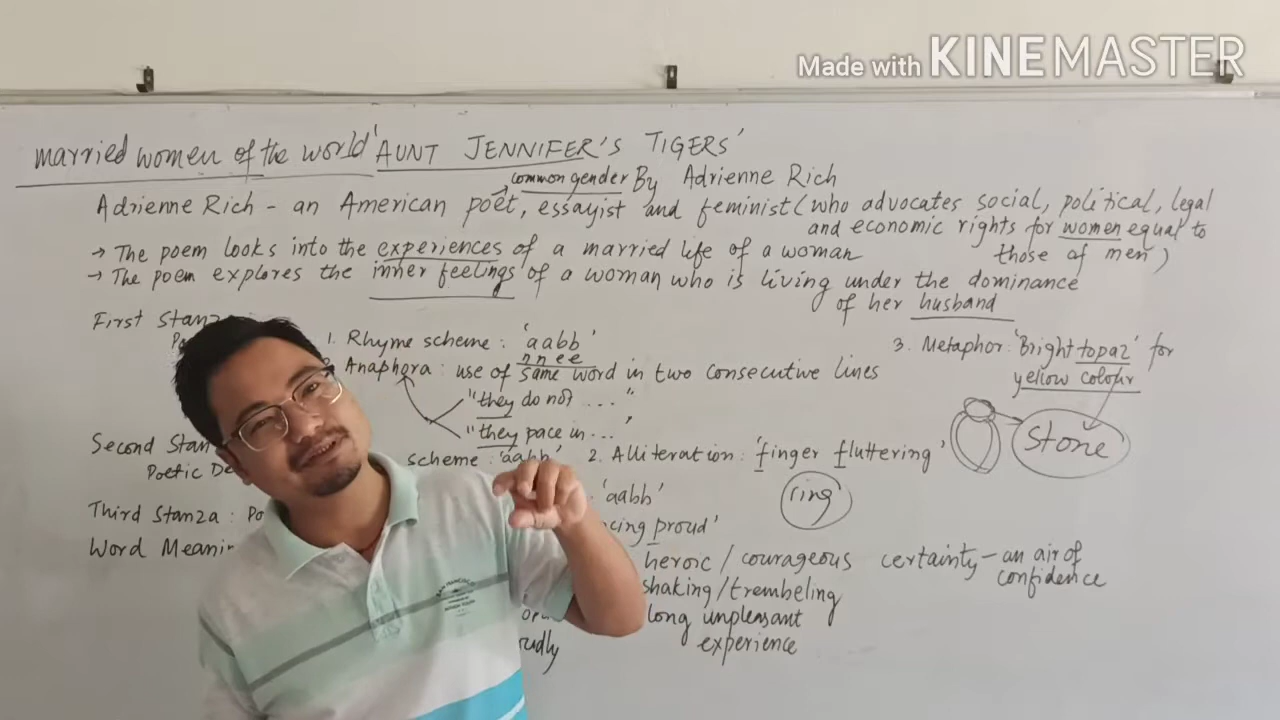 Made with KINEMASTER
married women of the world 'AUNT JENNIFER'S TIGERS'
common gender By Adrienne Rich
Adrienne Rich - an American poet, essayist and feminist (who advocates social, political, legal
and economic rights for women equal to
those of men)
→ The poem looks into the experiences of a married life of a woman
→ The poem explores the inner feelings of a woman who is living under the dominance
of her husband
First Stanza
1. Rhyme scheme : 'aabb'
nnee
3. Metaphor : 'Bright topaz' for
yellow colour
Anaphora : use of same word in two consecutive lines
"they do not ..."
"they pace in ..."
stone
Second Stan
Poetic De
scheme : 'aabb' 2. Alliteration : 'finger fluttering'
ring
Third Stanza : Po
'aabb'
cing proud'
Word Meanin
heroic / courageous certainty - an air of
confidence
shaking / trembeling
long unpleasant
experience
oudly